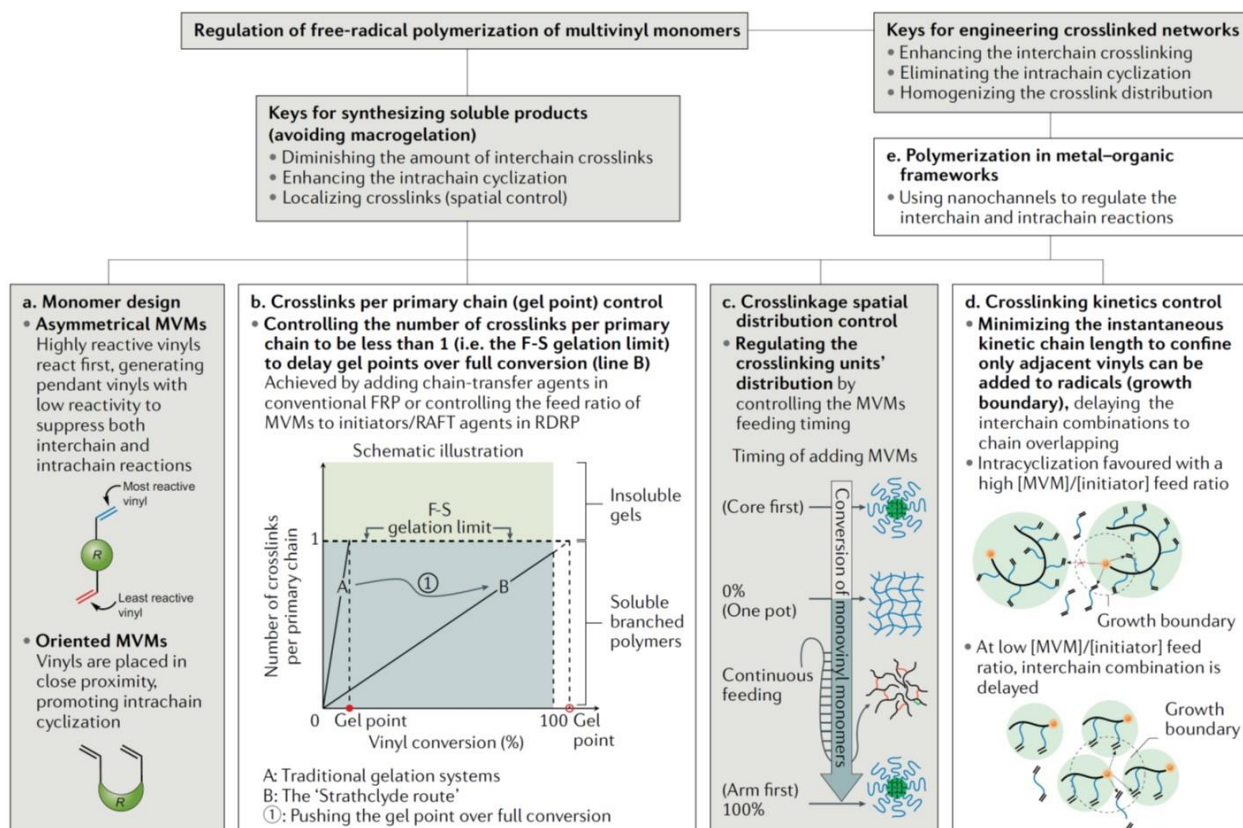 Regulation of free-radical polymerization of multivinyl monomers
Keys for engineering crosslinked networks
• Enhancing the interchain crosslinking
• Eliminating the intrachain cyclization
• Homogenizing the crosslink distribution
Keys for synthesizing soluble products
(avoiding macrogelation)
• Diminishing the amount of interchain crosslinks
• Enhancing the intrachain cyclization
• Localizing crosslinks (spatial control)
e. Polymerization in metal–organic
frameworks
• Using nanochannels to regulate the
interchain and intrachain reactions
a. Monomer design
• Asymmetrical MVMs
Highly reactive vinyls
react first, generating
pendant vinyls with
low reactivity to
suppress both
interchain and
intrachain reactions
Most reactive
vinyl
R
Least reactive
vinyl
• Oriented MVMs
Vinyls are placed in
close proximity,
promoting intrachain
cyclization
R
b. Crosslinks per primary chain (gel point) control
• Controlling the number of crosslinks per primary
chain to be less than 1 (i.e. the F-S gelation limit)
to delay gel points over full conversion (line B)
Achieved by adding chain-transfer agents in
conventional FRP or controlling the feed ratio of
MVMs to initiators/RAFT agents in RDRP
Schematic illustration
Number of crosslinks
per primary chain
1
F-S
gelation limit
A
①
B
Insoluble
gels
Soluble
branched
polymers
0
Gel point
100
Gel
point
Vinyl conversion (%)
A: Traditional gelation systems
B: The ‘Strathclyde route’
①: Pushing the gel point over full conversion
c. Crosslinkage spatial
distribution control
• Regulating the
crosslinking units’
distribution by
controlling the MVMs
feeding timing
Timing of adding MVMs
(Core first)
0%
(One pot)
Continuous
feeding
(Arm first)
100%
Conversion of monovinyl monomers
d. Crosslinking kinetics control
• Minimizing the instantaneous
kinetic chain length to confine
only adjacent vinyls can be
added to radicals (growth
boundary), delaying the
interchain combinations to
chain overlapping
• Intracyclization favoured with a
high [MVM]/[initiator] feed ratio
Growth boundary
• At low [MVM]/[initiator] feed
ratio, interchain combination is
delayed
Growth
boundary